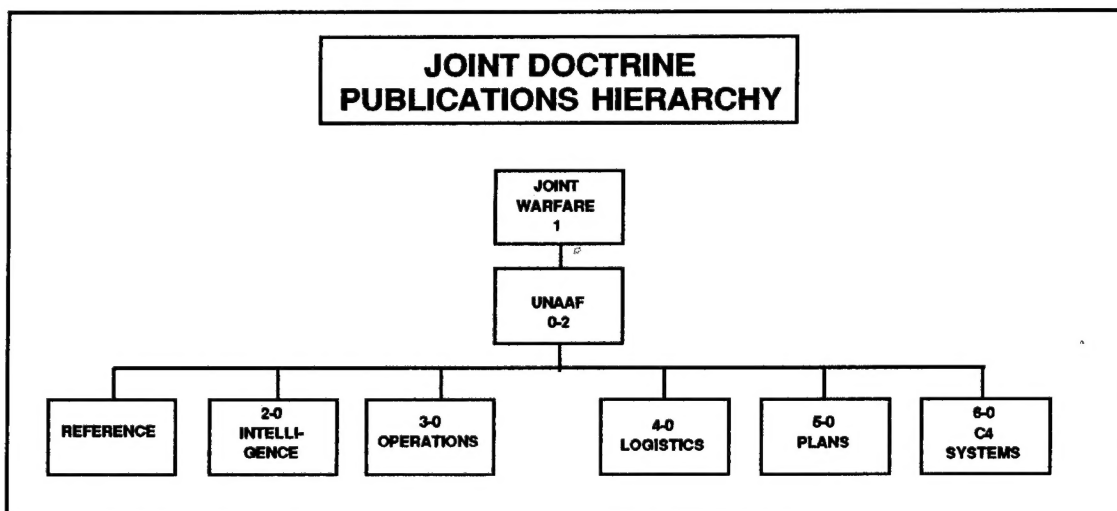 JOINT DOCTRINE
PUBLICATIONS HIERARCHY
JOINT
WARFARE
1
UNAAF
0-2
REFERENCE
2-0
INTELLI-
GENCE
3-0
OPERATIONS
4-0
LOGISTICS
5-0
PLANS
6-0
C4
SYSTEMS